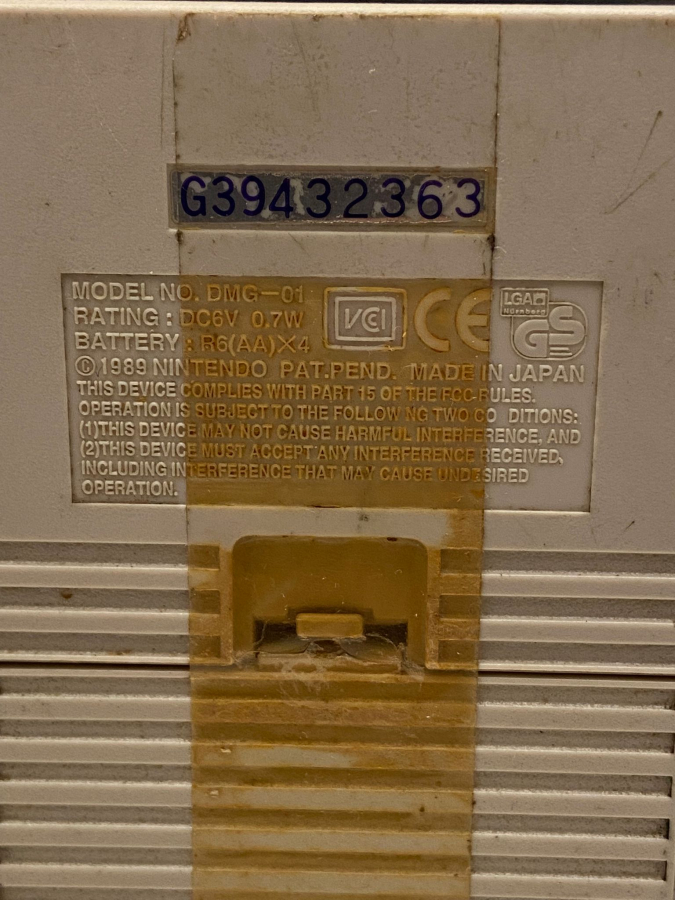 G39432363
MODEL NO. DMG-01
RATING : DC6V 0.7W
BATTERY : R6(AA)×4
VCI
CE
LGA
Nürnberg
GS
©1989 NINTENDO PAT.PEND. MADE IN JAPAN
THIS DEVICE COMPLIES WITH PART 15 OF THE FCC RULES.
OPERATION IS SUBJECT TO THE FOLLOW NG TWO CO DITIONS:
(1)THIS DEVICE MAY NOT CAUSE HARMFUL INTERFERENCE, AND
(2)THIS DEVICE MUST ACCEPT ANY INTERFERENCE RECEIVED,
INCLUDING INTERFERENCE THAT MAY CAUSE UNDESIRED
OPERATION.